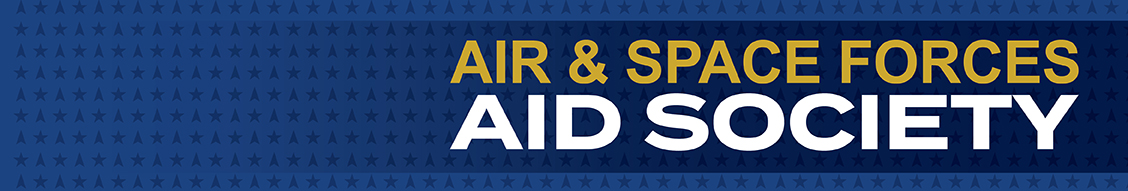 AIR & SPACE FORCES
AID SOCIETY